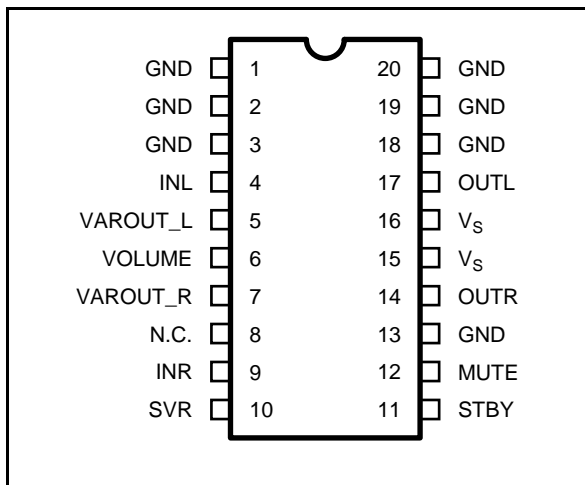 GND 1 20 GND
GND 2 19 GND
GND 3 18 GND
INL 4 17 OUTL
VAROUT_L 5 16 VS
VOLUME 6 15 VS
VAROUT_R 7 14 OUTR
N.C. 8 13 GND
INR 9 12 MUTE
SVR 10 11 STBY